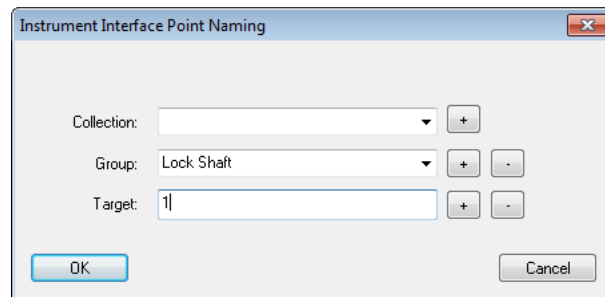 Instrument Interface Point Naming
Collection: +
Group: Lock Shaft + -
Target: 1 + -
OK Cancel